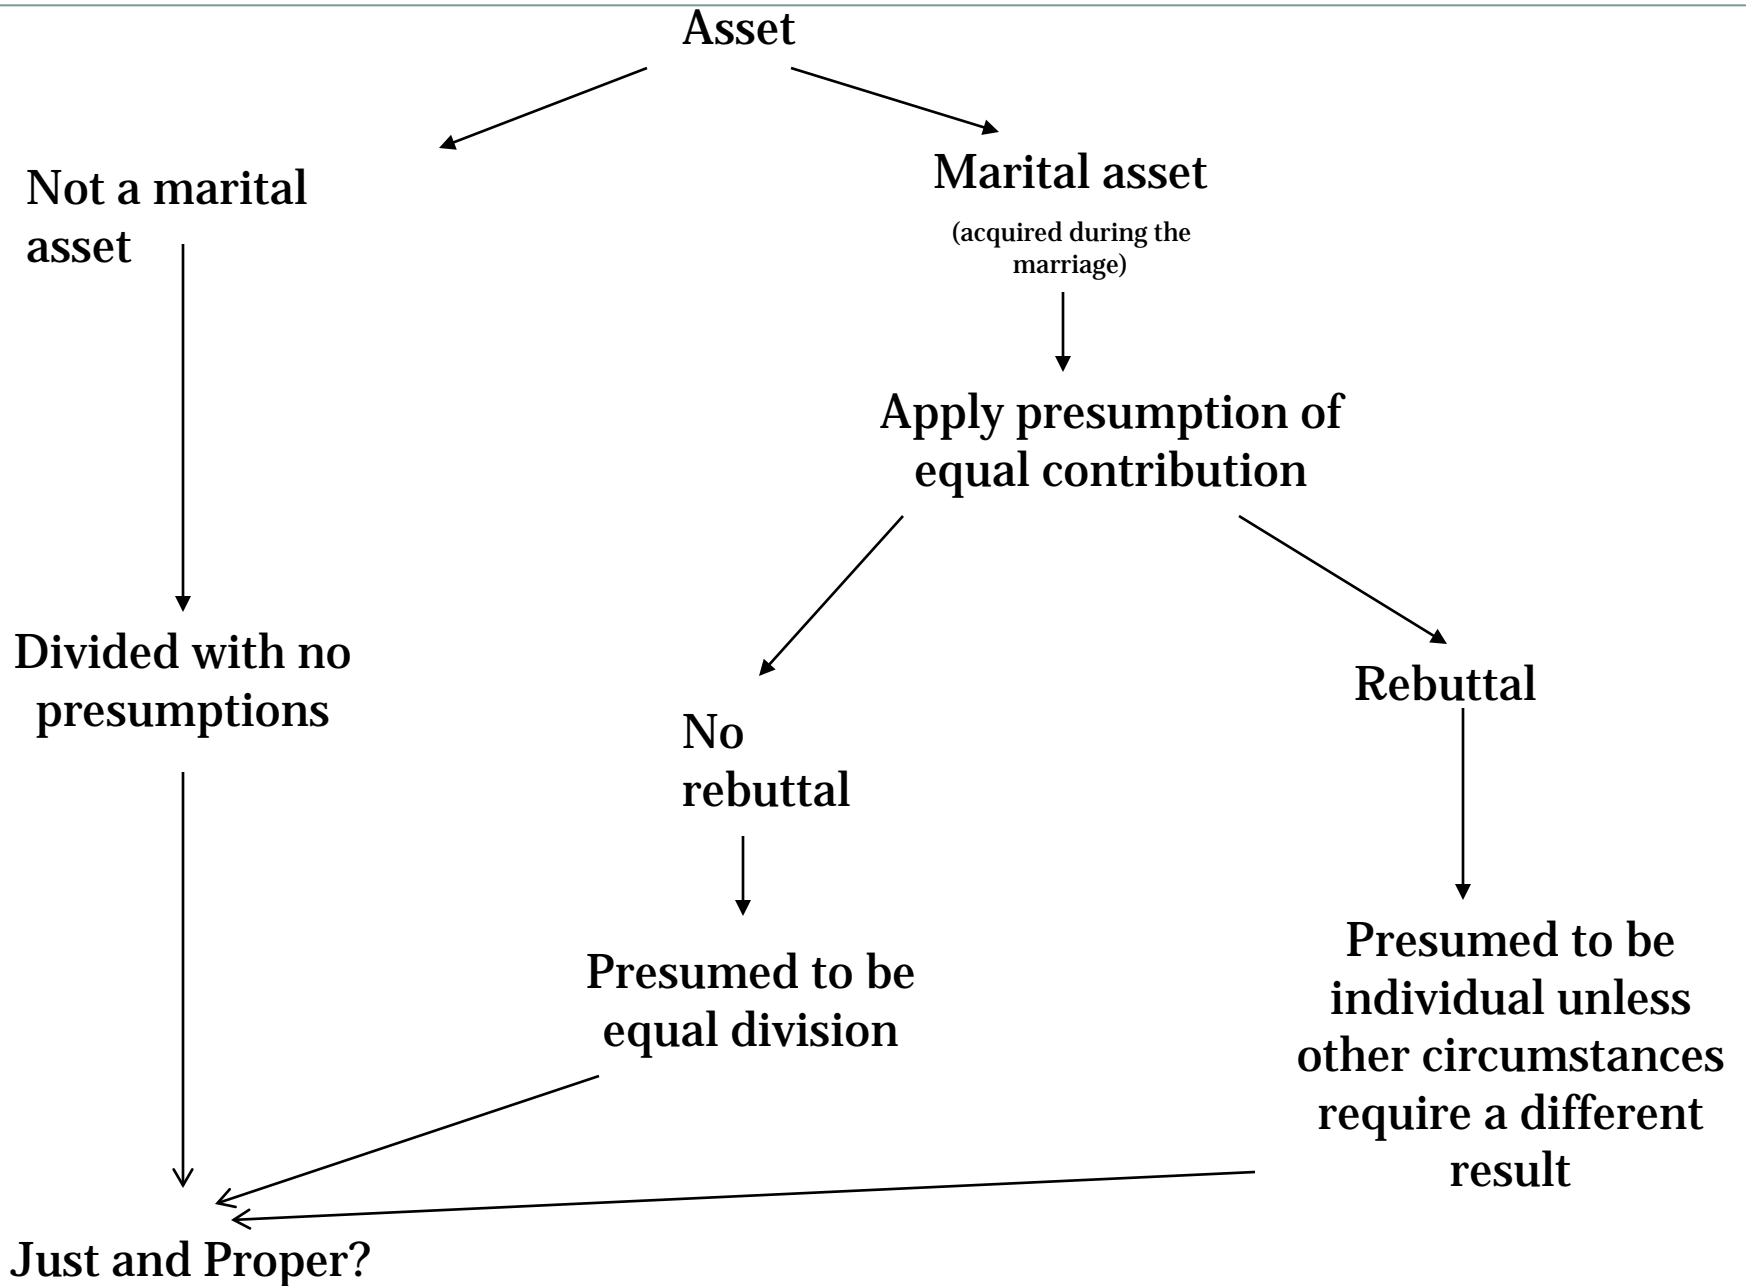 Asset
Not a marital
asset
Marital asset
(acquired during the
marriage)
Apply presumption of
equal contribution
Divided with no
presumptions
No
rebuttal
Rebuttal
Presumed to be
equal division
Presumed to be
individual unless
other circumstances
require a different
result
Just and Proper?